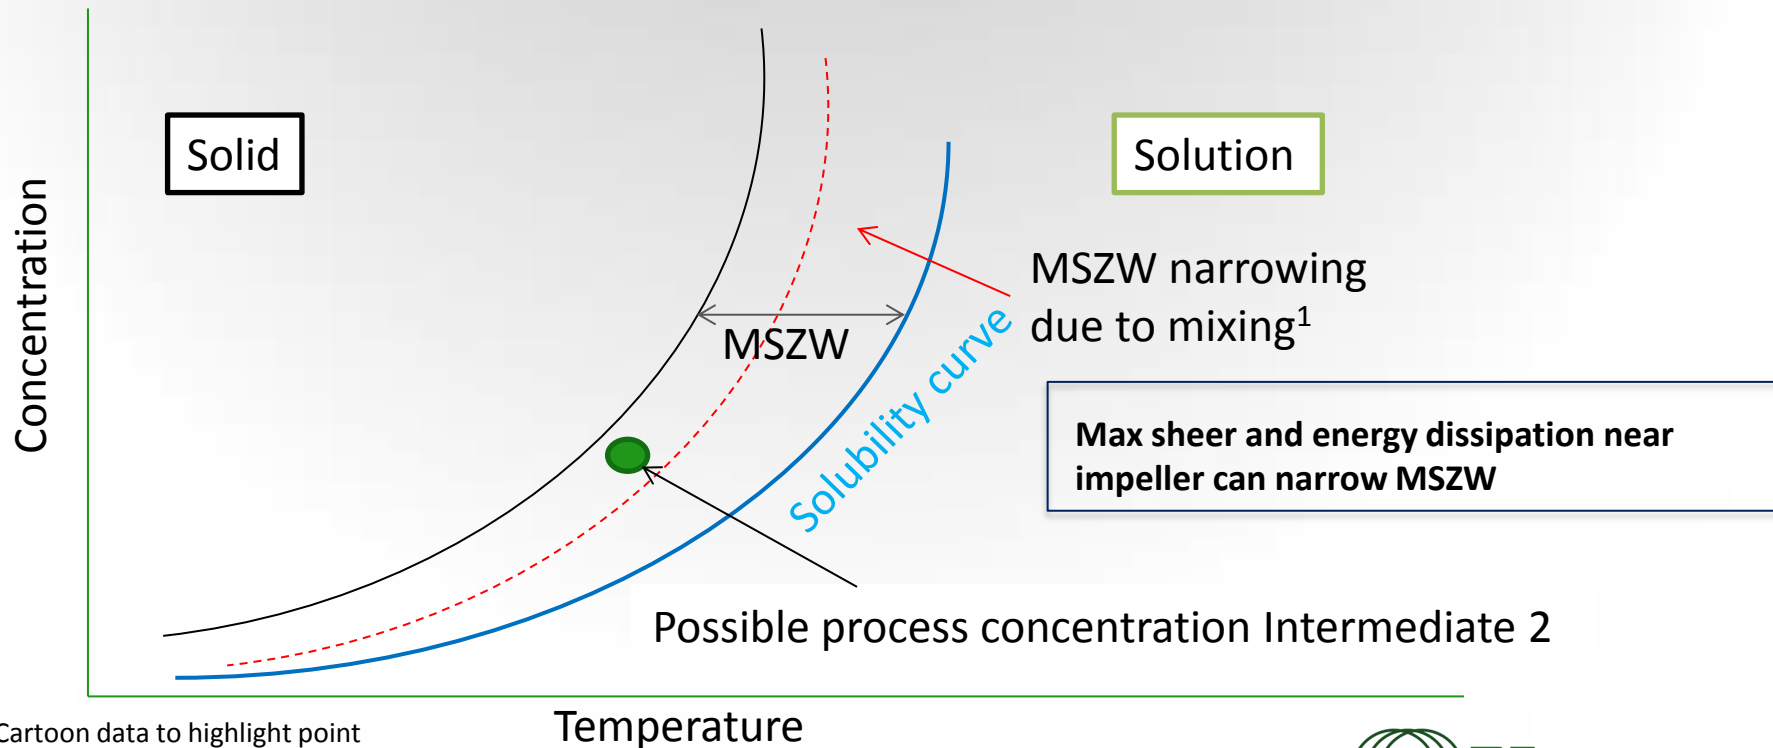 Solid
Solution
Concentration
MSZW narrowing
due to mixing¹
MSZW
Solubility curve
Max sheer and energy dissipation near
impeller can narrow MSZW
Possible process concentration Intermediate 2
Temperature
Cartoon data to highlight point